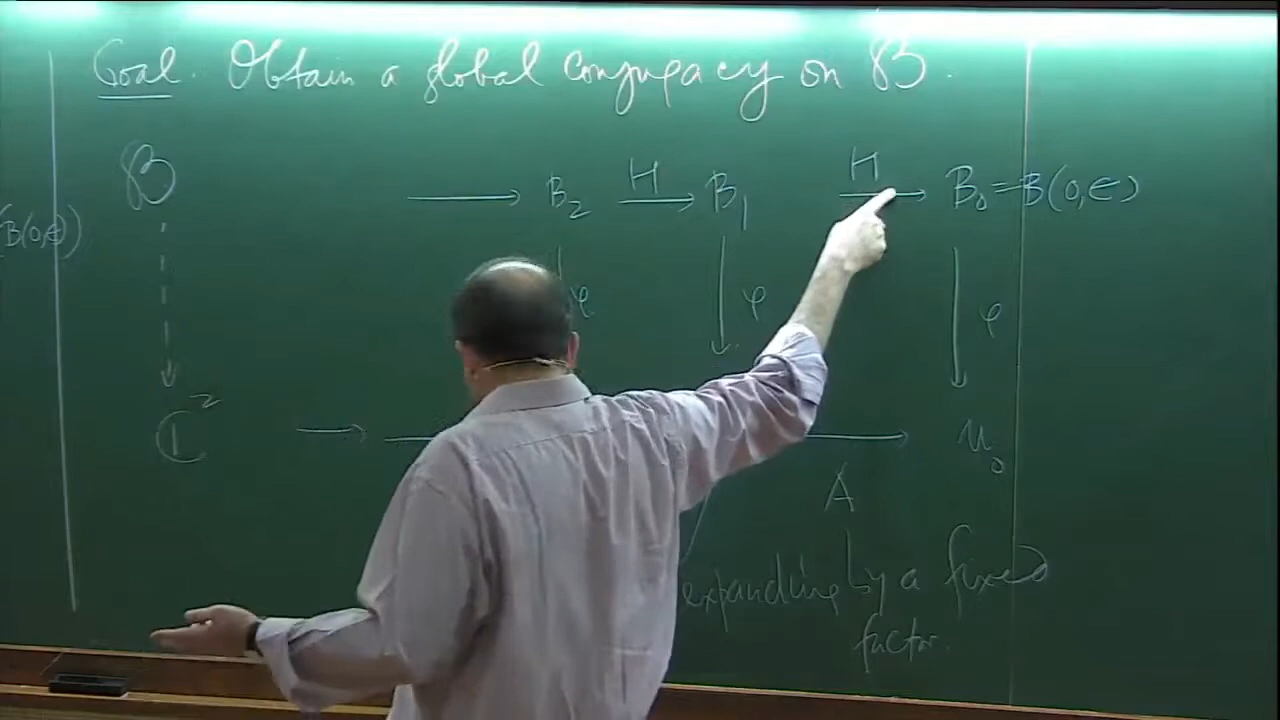 Goal. Obtain a global conjugacy on B.
B → B₂ H → B₁ H → B₀ = B(0,ε)
(B(0,ε))
φ φ φ
ℂ² → → → U₀
A
expanding by a fixed
factor.